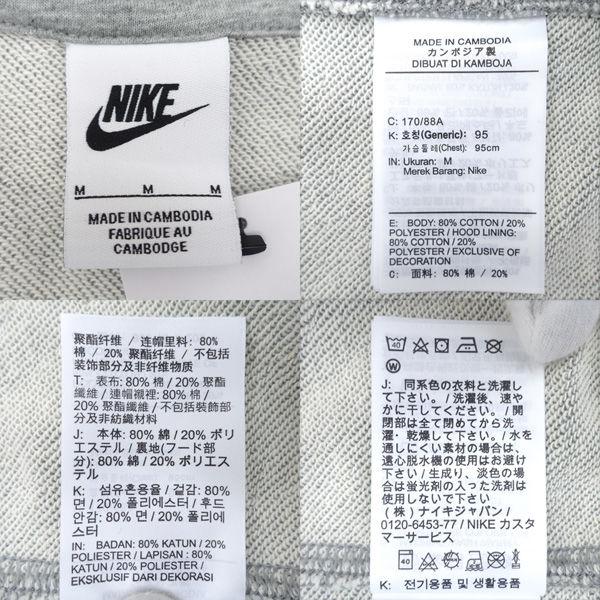 NIKE
M M M
MADE IN CAMBODIA
FABRIQUE AU
CAMBODGE
MADE IN CAMBODIA
カンボジア製
DIBUAT DI KAMBOJA
C: 170/88A
K: 호칭(Generic): 95
가슴둘레(Chest): 95cm
IN: Ukuran: M
Merek Barang: Nike
E: BODY: 80% COTTON / 20%
POLYESTER / HOOD LINING:
80% COTTON / 20%
POLYESTER / EXCLUSIVE OF
DECORATION
C: 面料: 80% 棉 / 20%
聚酯纤维 / 连帽里料: 80%
棉 / 20% 聚酯纤维 / 不包括
装饰部分及非纤维材料
T: 表布: 80% 棉 / 20% 聚酯
纖維 / 連帽襯裡: 80% 棉 /
20% 聚酯纖維 / 不包括裝飾部分
及非紡織材料
J: 本体: 80% 綿 / 20% ポリ
エステル / 裏地(フード部
分): 80% 綿 / 20% ポリエス
テル
K: 섬유혼용율 / 겉감: 80%
면 / 20% 폴리에스터 / 후드
안감: 80% 면 / 20% 폴리에
스터
IN: BADAN: 80% KATUN / 20%
POLIESTER / LAPISAN: 80%
KATUN / 20% POLIESTER /
EKSKLUSIF DARI DEKORASI
40
W
J: 同系色の衣料と洗濯し
て下さい。/ 洗濯後、速や
かに干してください。/ 開
閉部は全て閉めてから洗
濯・乾燥して下さい。/ 水を
通しにくい素材の場合は、
遠心脱水機の使用はお避け
下さい / 生成り、淡色の場合
は蛍光剤の入った洗剤は
使用しないで下さい
(株) ナイキジャパン /
0120-6453-77 / NIKE カスタ
マーサービス
40
K: 전기용품 및 생활용품